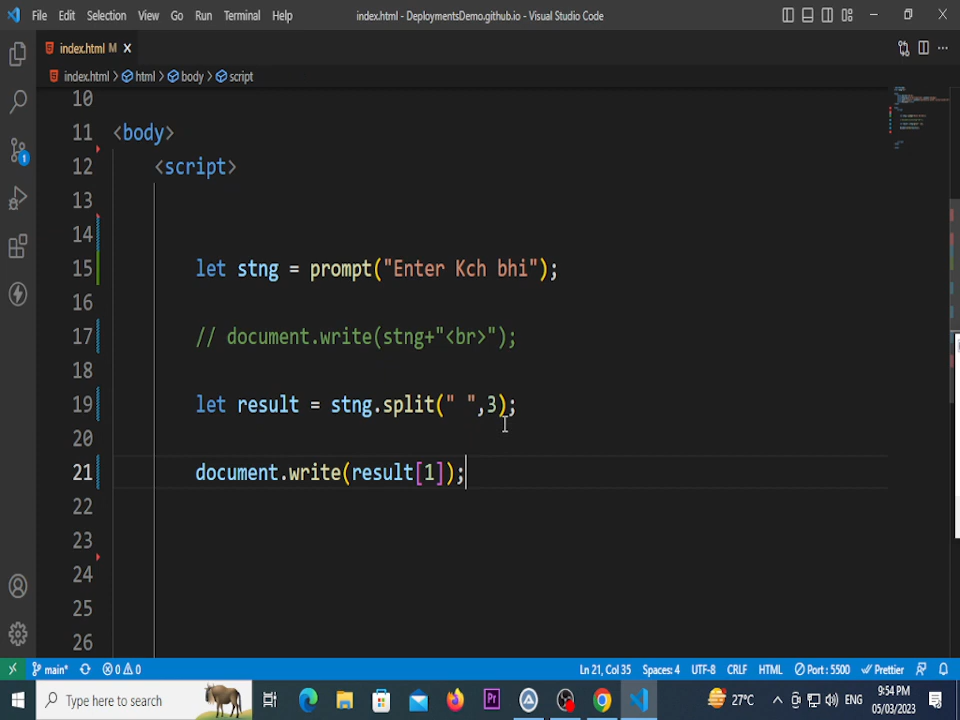 File Edit Selection View Go Run Terminal Help index.html - DeploymentsDemo.github.io - Visual Studio Code
index.html M
index.html > html > body > script
10
11 <body>
12 <script>
13
14
15 let stng = prompt("Enter Kch bhi");
16
17 // document.write(stng+"<br>");
18
19 let result = stng.split(" ",3);
20
21 document.write(result[1]);
22
23
24
25
26
1
main* 0 0 Ln 21, Col 35 Spaces: 4 UTF-8 CRLF HTML Port : 5500 Prettier
Type here to search Pr 27°C ENG 9:54 PM
05/03/2023